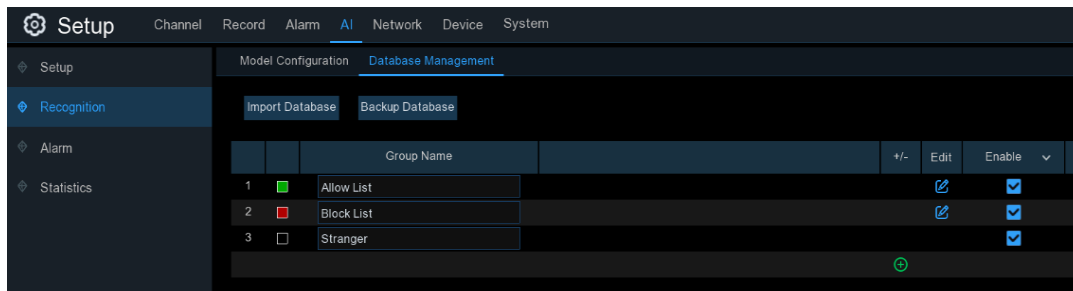 Setup Channel Record Alarm AI Network Device System
Setup
Model Configuration Database Management
Recognition
Import Database Backup Database
Alarm
Group Name +/- Edit Enable
Statistics
1 Allow List
2 Block List
3 Stranger